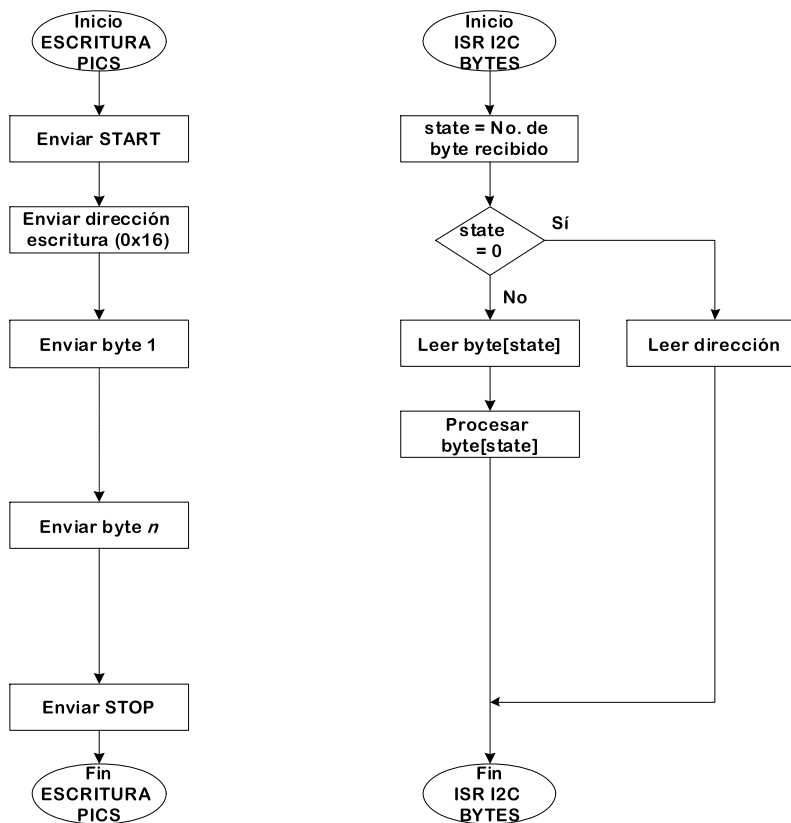 Inicio
ESCRITURA
PICS
Enviar START
Enviar dirección
escritura (0x16)
Enviar byte 1
Enviar byte n
Enviar STOP
Fin
ESCRITURA
PICS
Inicio
ISR I2C
BYTES
state = No. de
byte recibido
state
= 0
Sí
No
Leer byte[state]
Leer dirección
Procesar
byte[state]
Fin
ISR I2C
BYTES